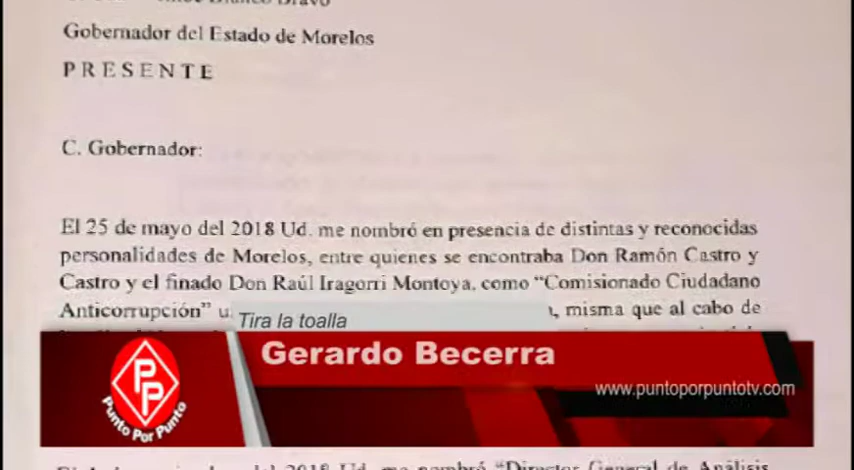 Gobernador del Estado de Morelos
P R E S E N T E
C. Gobernador:
El 25 de mayo del 2018 Ud. me nombró en presencia de distintas y reconocidas
personalidades de Morelos, entre quienes se encontraba Don Ramón Castro y
Castro y el finado Don Raúl Iragorri Montoya, como “Comisionado Ciudadano
Anticorrupción” u misma que al cabo de
Tira la toalla
Gerardo Becerra
www.puntoporpuntotv.com
PP
Punto Por Punto
2018 Ud. me nombró “Director General de Análisis